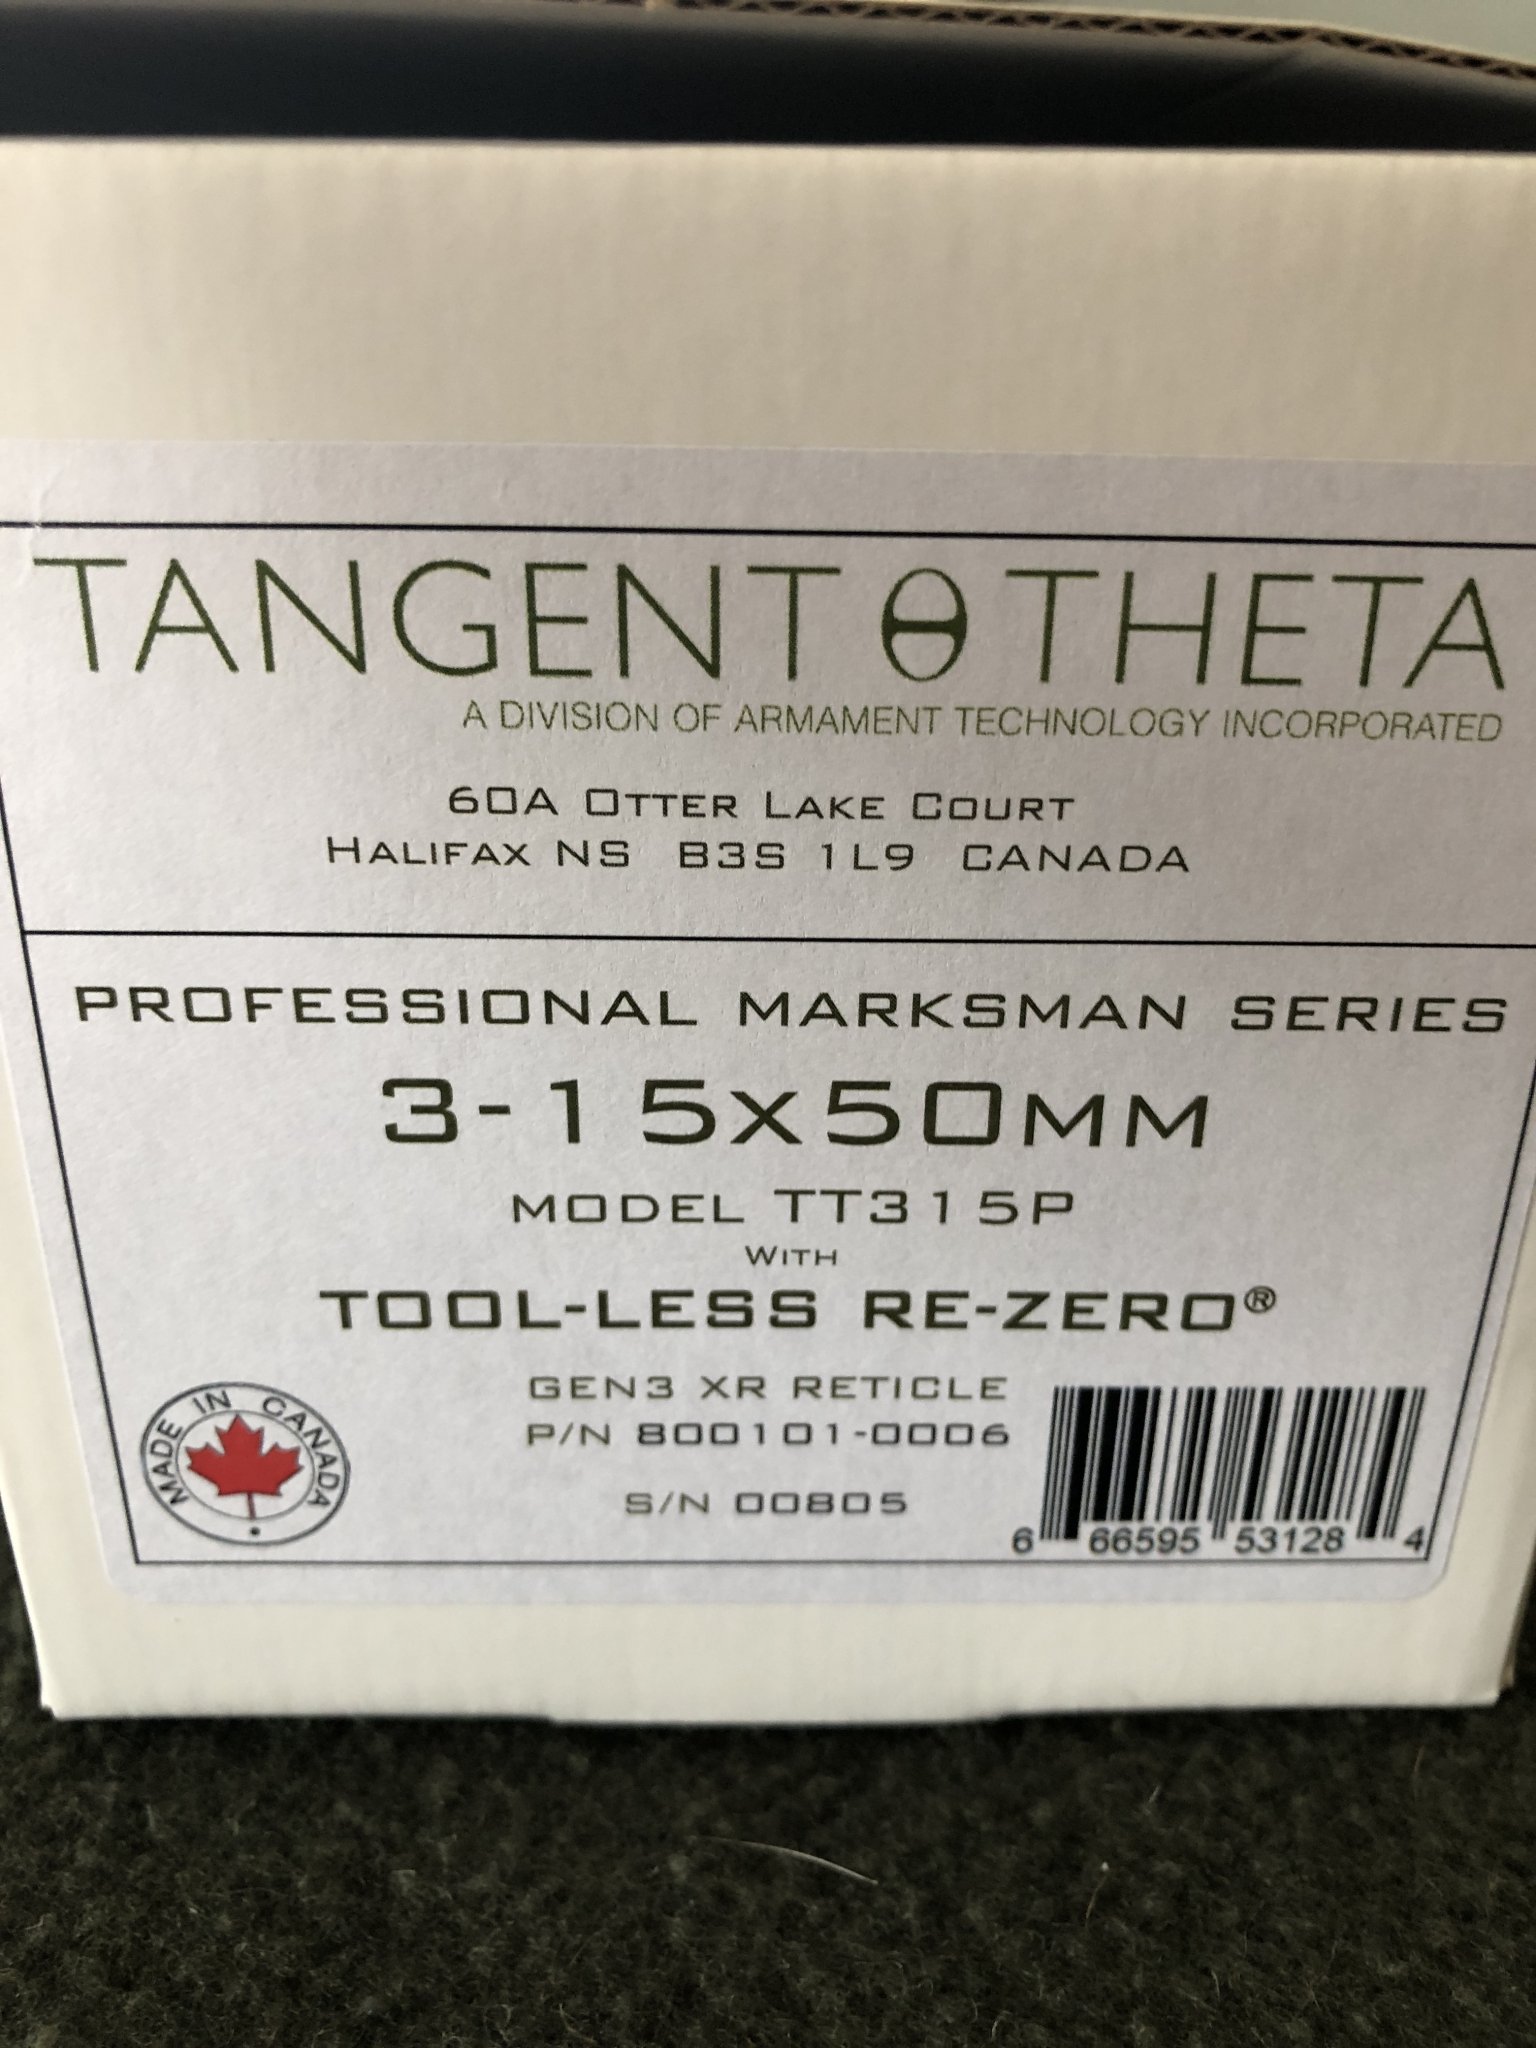 TANGENT θ THETA
A DIVISION OF ARMAMENT TECHNOLOGY INCORPORATED
60A OTTER LAKE COURT
HALIFAX NS B3S 1L9 CANADA
PROFESSIONAL MARKSMAN SERIES
3-15x50MM
MODEL TT315P
WITH
TOOL-LESS RE-ZERO®
GEN3 XR RETICLE
P/N 800101-0006
S/N 00805
MADE IN CANADA
6 66595 53128 4